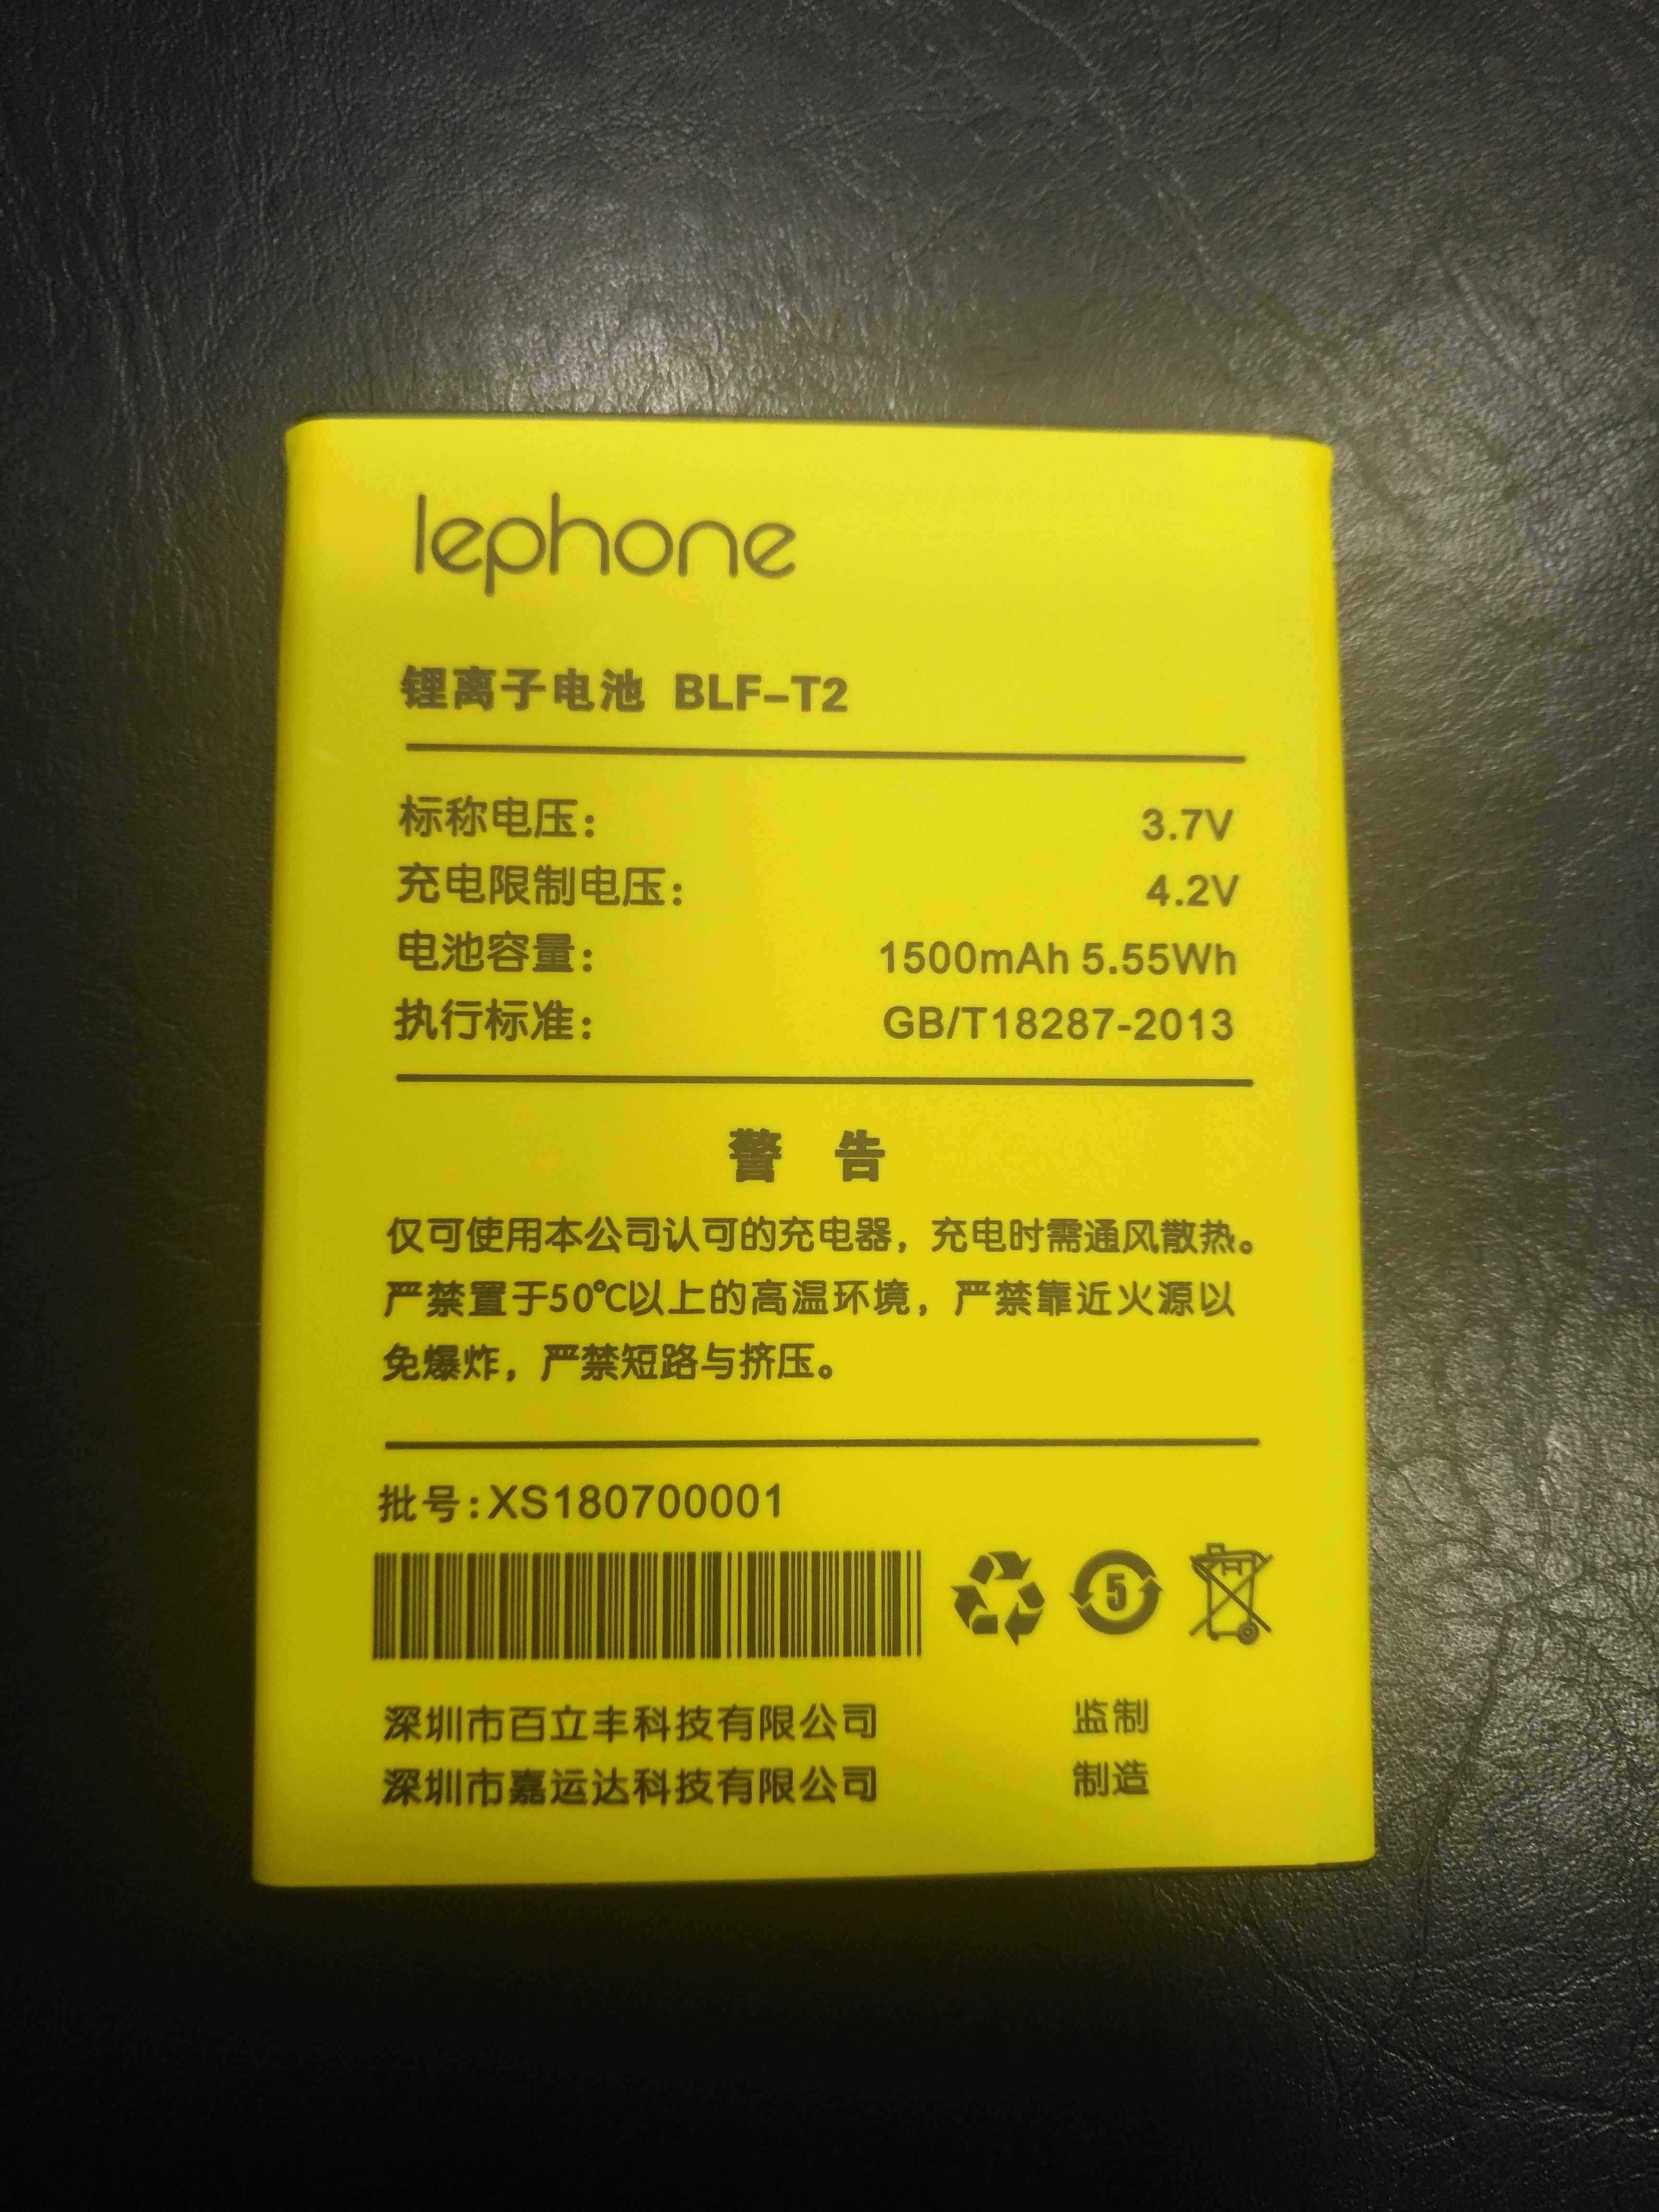 lephone
锂离子电池 BLF-T2
标称电压: 3.7V
充电限制电压: 4.2V
电池容量: 1500mAh 5.55Wh
执行标准: GB/T18287-2013
警 告
仅可使用本公司认可的充电器，充电时需通风散热。
严禁置于50℃以上的高温环境，严禁靠近火源以
免爆炸，严禁短路与挤压。
批号:XS180700001
5
深圳市百立丰科技有限公司 监制
深圳市嘉运达科技有限公司 制造